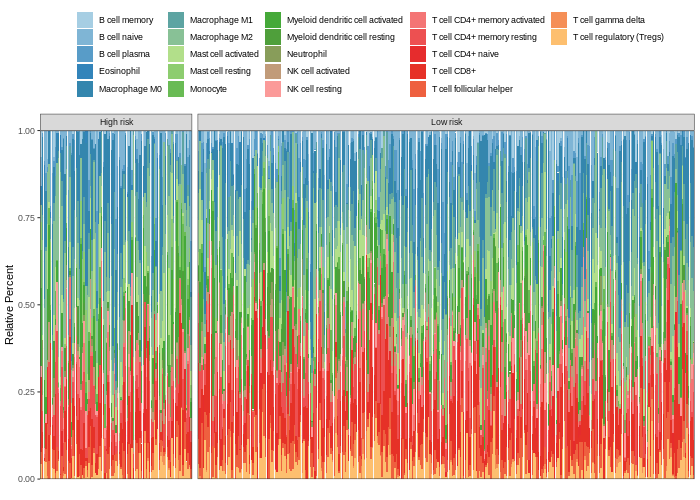 B cell memory
B cell naive
B cell plasma
Eosinophil
Macrophage M0
Macrophage M1
Macrophage M2
Mast cell activated
Mast cell resting
Monocyte
Myeloid dendritic cell activated
Myeloid dendritic cell resting
Neutrophil
NK cell activated
NK cell resting
T cell CD4+ memory activated
T cell CD4+ memory resting
T cell CD4+ naive
T cell CD8+
T cell follicular helper
T cell gamma delta
T cell regulatory (Tregs)
High risk
Low risk
1.00
0.75
0.50
0.25
0.00
Relative Percent